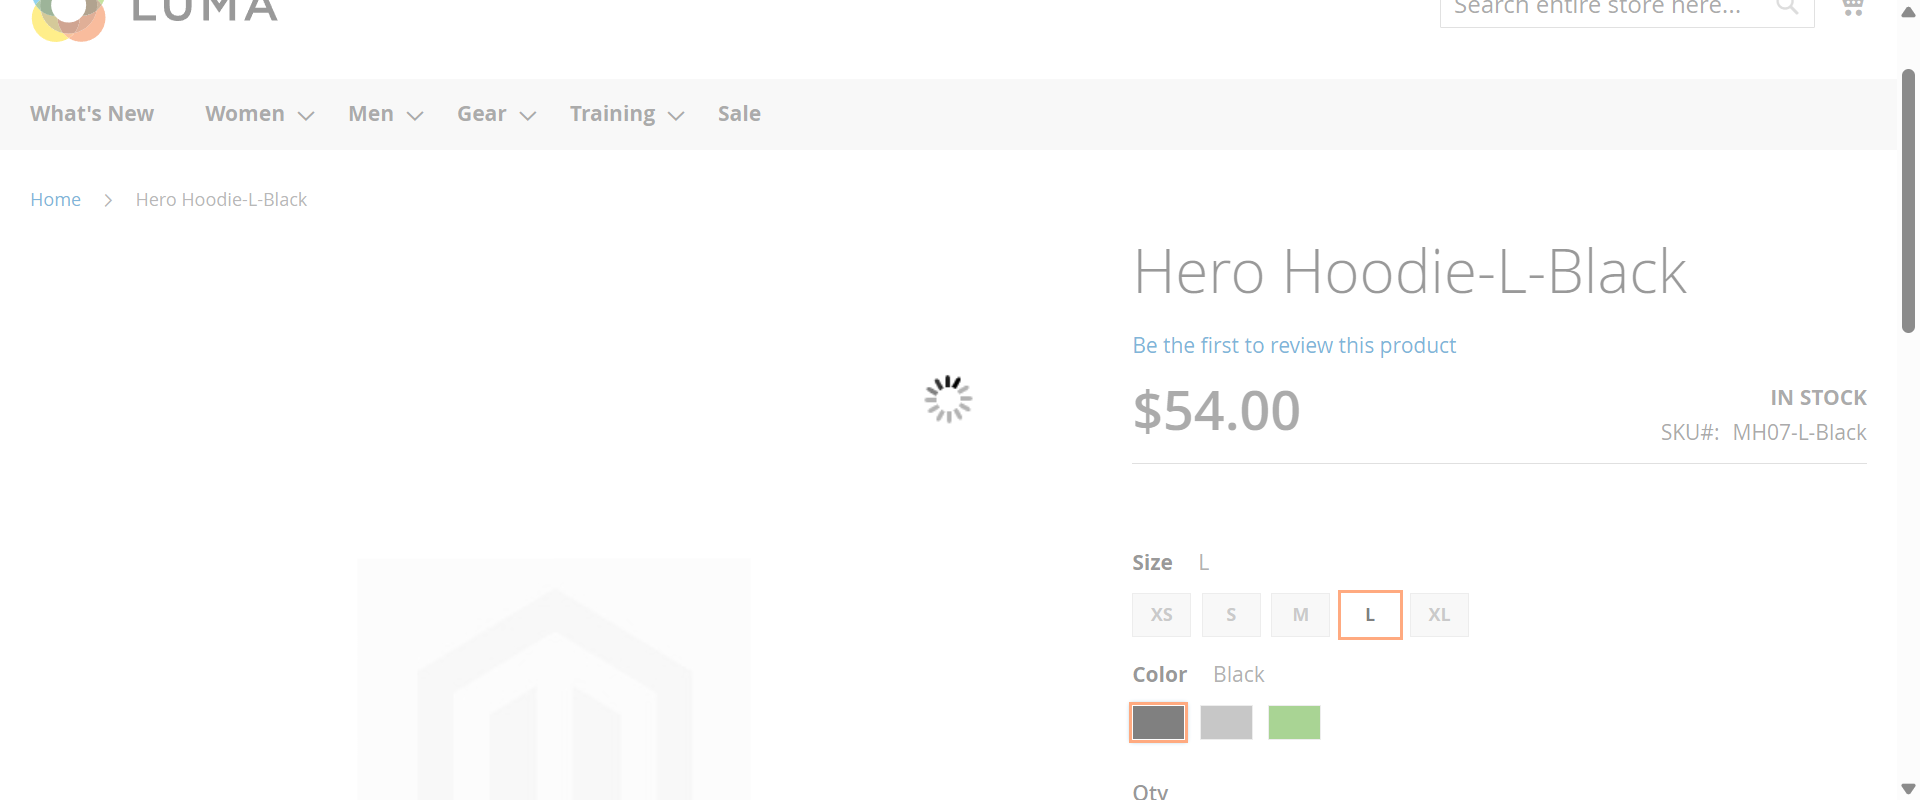 LUMA
Search entire store here...
What's New Women Men Gear Training Sale
Home Hero Hoodie-L-Black
Hero Hoodie-L-Black
Be the first to review this product
$54.00
IN STOCK
SKU#: MH07-L-Black
Size L
XS S M L XL
Color Black
Qty